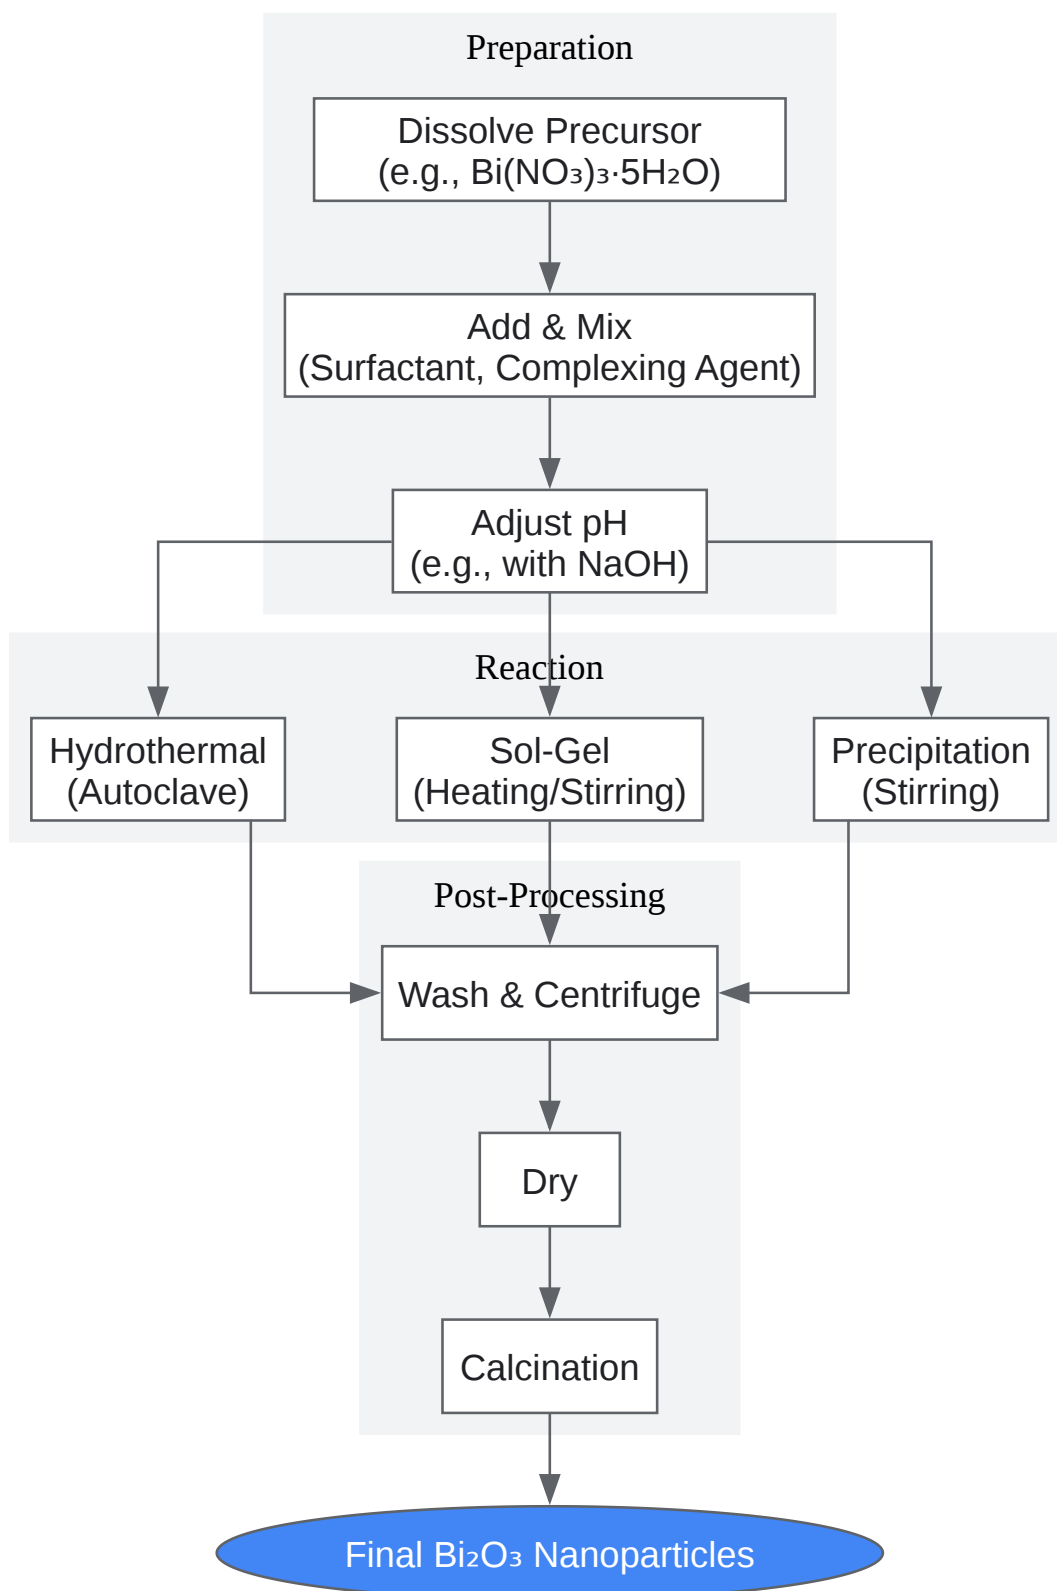 Preparation
Dissolve Precursor
(e.g., Bi(NO₃)₃·5H₂O)
Add & Mix
(Surfactant, Complexing Agent)
Adjust pH
(e.g., with NaOH)
Reaction
Hydrothermal
(Autoclave)
Sol-Gel
(Heating/Stirring)
Precipitation
(Stirring)
Post-Processing
Wash & Centrifuge
Dry
Calcination
Final Bi₂O₃ Nanoparticles